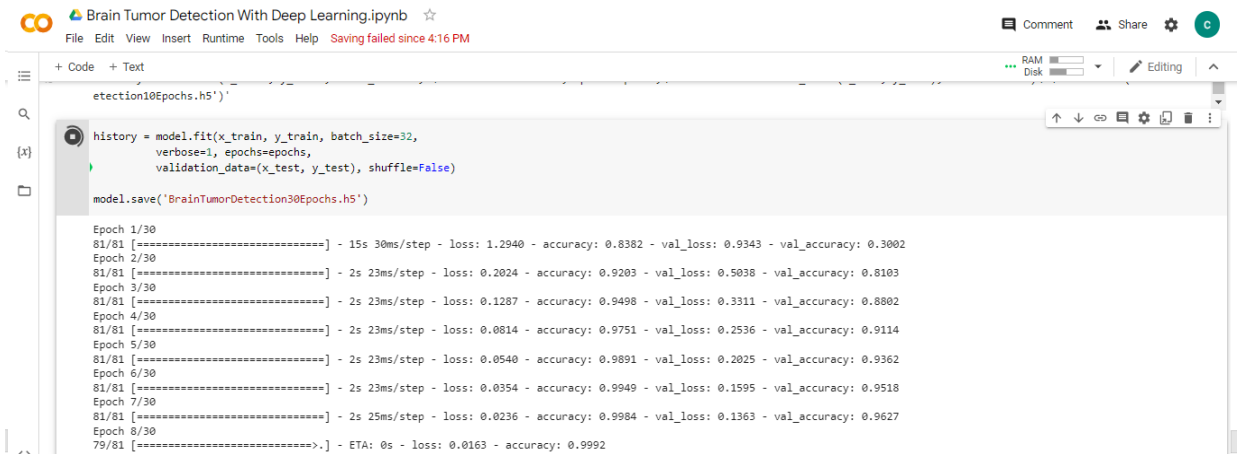 Brain Tumor Detection With Deep Learning.ipynb
Comment Share C
File Edit View Insert Runtime Tools Help Saving failed since 4:16 PM
+ Code + Text
RAM
Disk
Editing
etection10Epochs.h5')'
{x}
history = model.fit(x_train, y_train, batch_size=32,
verbose=1, epochs=epochs,
validation_data=(x_test, y_test), shuffle=False)
model.save('BrainTumorDetection30Epochs.h5')
Epoch 1/30
81/81 [==============================] - 15s 30ms/step - loss: 1.2940 - accuracy: 0.8382 - val_loss: 0.9343 - val_accuracy: 0.3002
Epoch 2/30
81/81 [==============================] - 2s 23ms/step - loss: 0.2024 - accuracy: 0.9203 - val_loss: 0.5038 - val_accuracy: 0.8103
Epoch 3/30
81/81 [==============================] - 2s 23ms/step - loss: 0.1287 - accuracy: 0.9498 - val_loss: 0.3311 - val_accuracy: 0.8802
Epoch 4/30
81/81 [==============================] - 2s 23ms/step - loss: 0.0814 - accuracy: 0.9751 - val_loss: 0.2536 - val_accuracy: 0.9114
Epoch 5/30
81/81 [==============================] - 2s 23ms/step - loss: 0.0540 - accuracy: 0.9891 - val_loss: 0.2025 - val_accuracy: 0.9362
Epoch 6/30
81/81 [==============================] - 2s 23ms/step - loss: 0.0354 - accuracy: 0.9949 - val_loss: 0.1595 - val_accuracy: 0.9518
Epoch 7/30
81/81 [==============================] - 2s 25ms/step - loss: 0.0236 - accuracy: 0.9984 - val_loss: 0.1363 - val_accuracy: 0.9627
Epoch 8/30
79/81 [============================>.] - ETA: 0s - loss: 0.0163 - accuracy: 0.9992